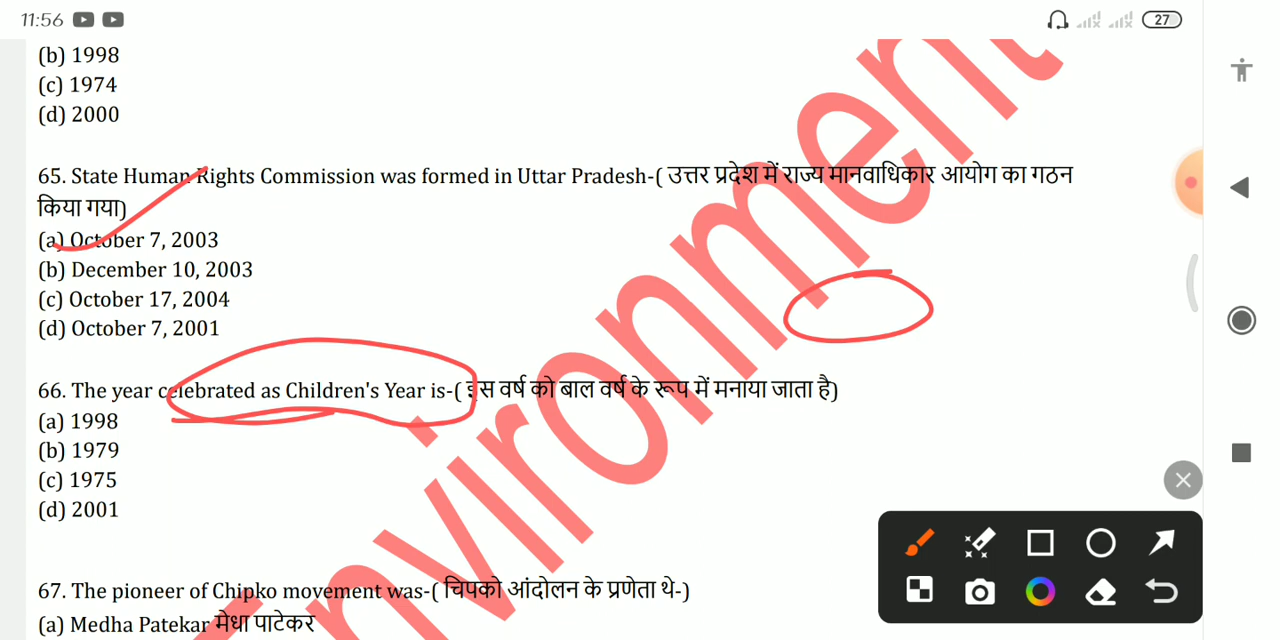 11:56
27
(b) 1998
(c) 1974
(d) 2000
65. State Human Rights Commission was formed in Uttar Pradesh-( उत्तर प्रदेश में राज्य मानवाधिकार आयोग का गठन
किया गया)
(a) October 7, 2003
(b) December 10, 2003
(c) October 17, 2004
(d) October 7, 2001
66. The year celebrated as Children's Year is-( इस वर्ष को बाल वर्ष के रूप में मनाया जाता है)
(a) 1998
(b) 1979
(c) 1975
(d) 2001
67. The pioneer of Chipko movement was-( चिपको आंदोलन के प्रणेता थे-)
(a) Medha Patekar मेधा पाटेकर
Environment